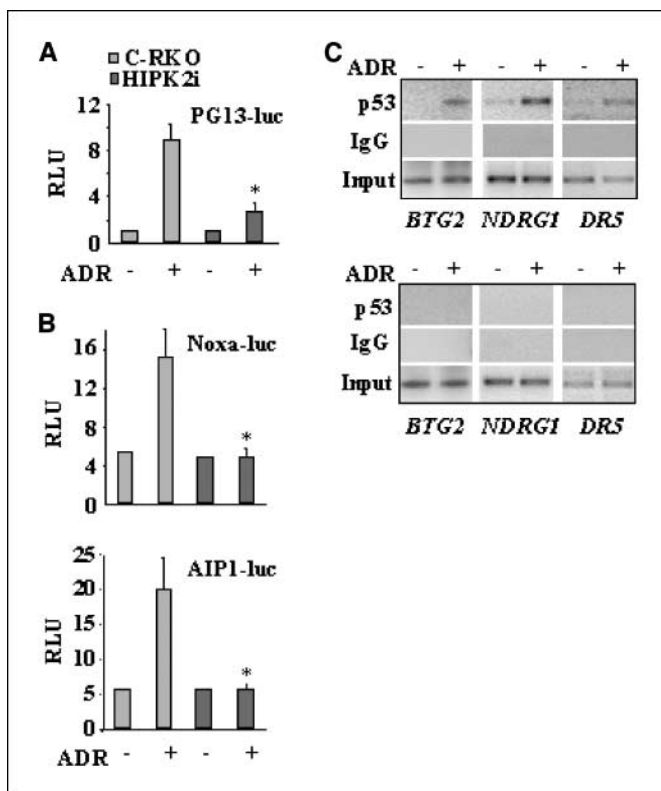 A
C-RKO
HIPK2i
PG13-luc
12
8
4
0
RLU
*
ADR - + - +
B
Noxa-luc
16
12
8
4
0
RLU
*
AIP1-luc
25
20
15
10
5
0
RLU
*
ADR - + - +
C
ADR - + - + - +
p53
IgG
Input
BTG2 NDRG1 DR5
ADR - + - + - +
p53
IgG
Input
BTG2 NDRG1 DR5